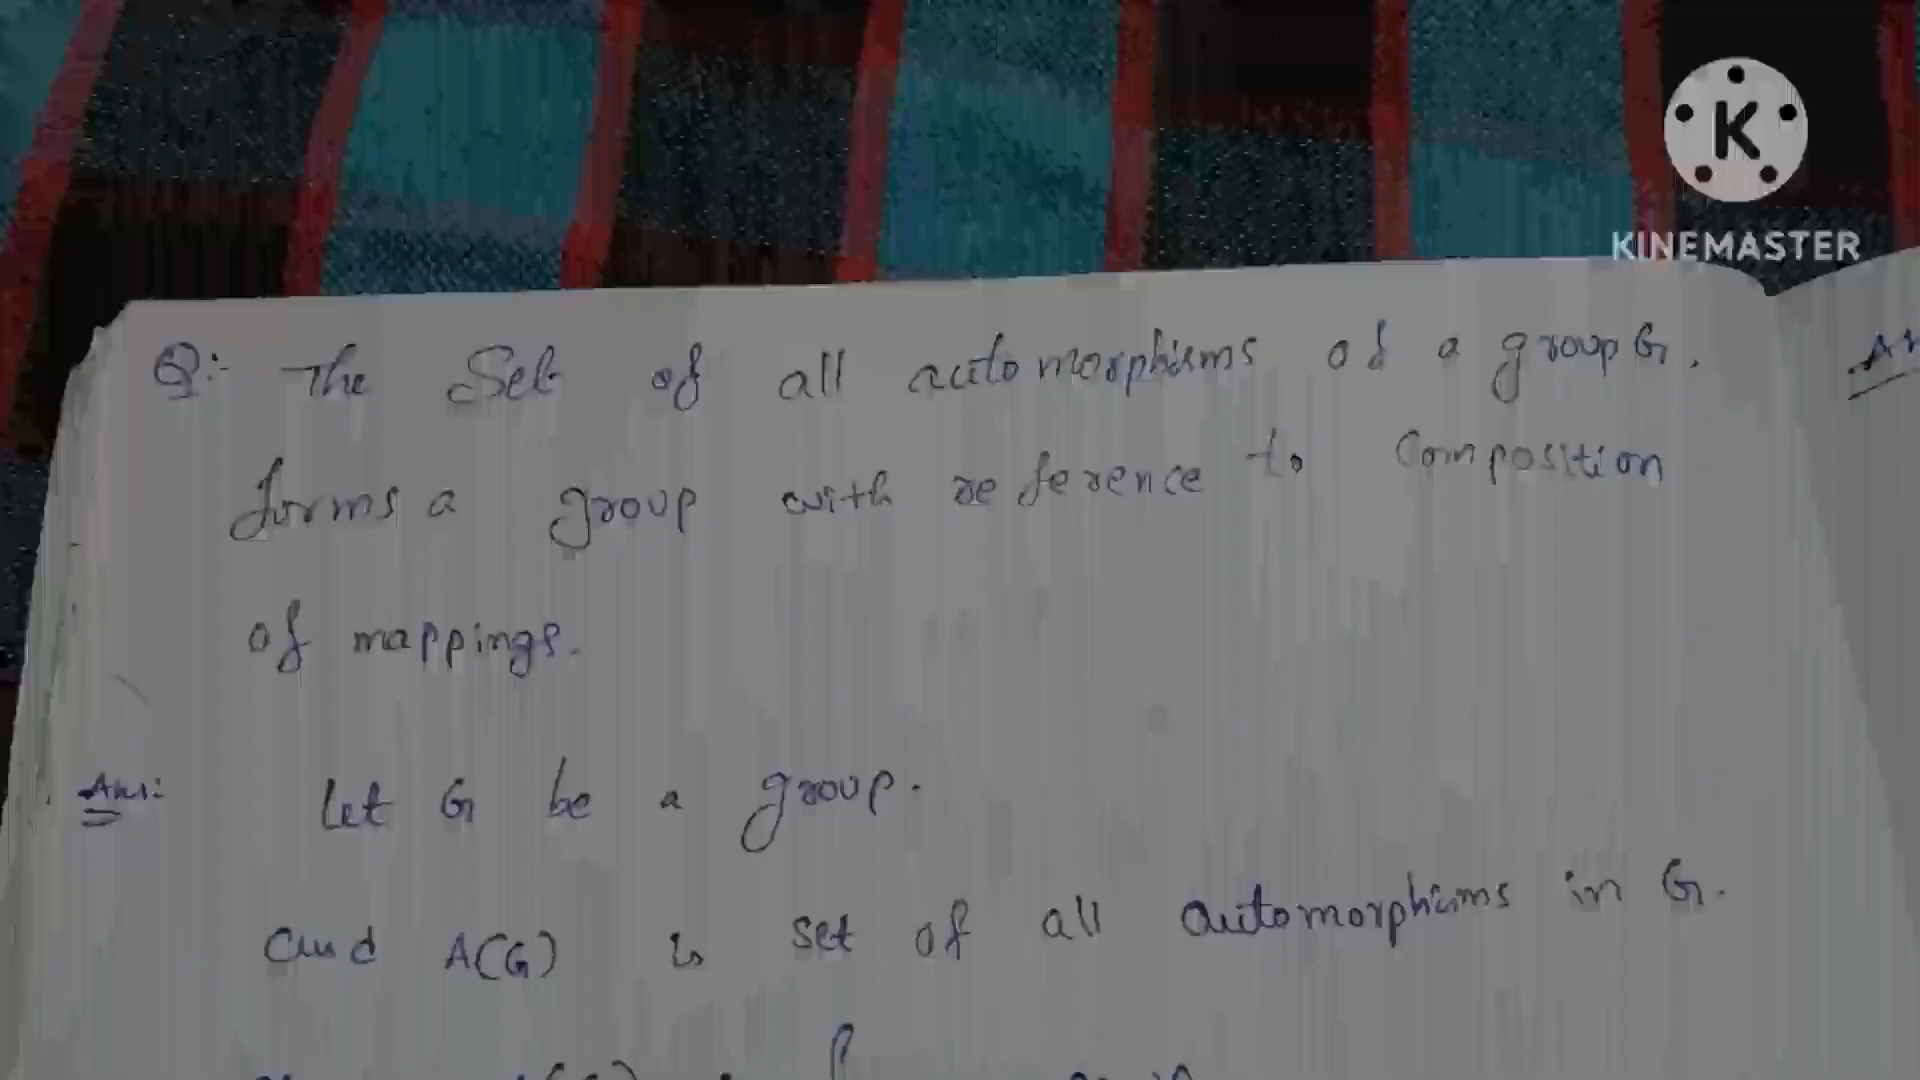 KINEMASTER
Q:- The Set of all automorphisms of a group G.
forms a group with reference to Composition
of mappings.
Ans: Let G be a group.
and A(G) is set of all automorphisms in G.